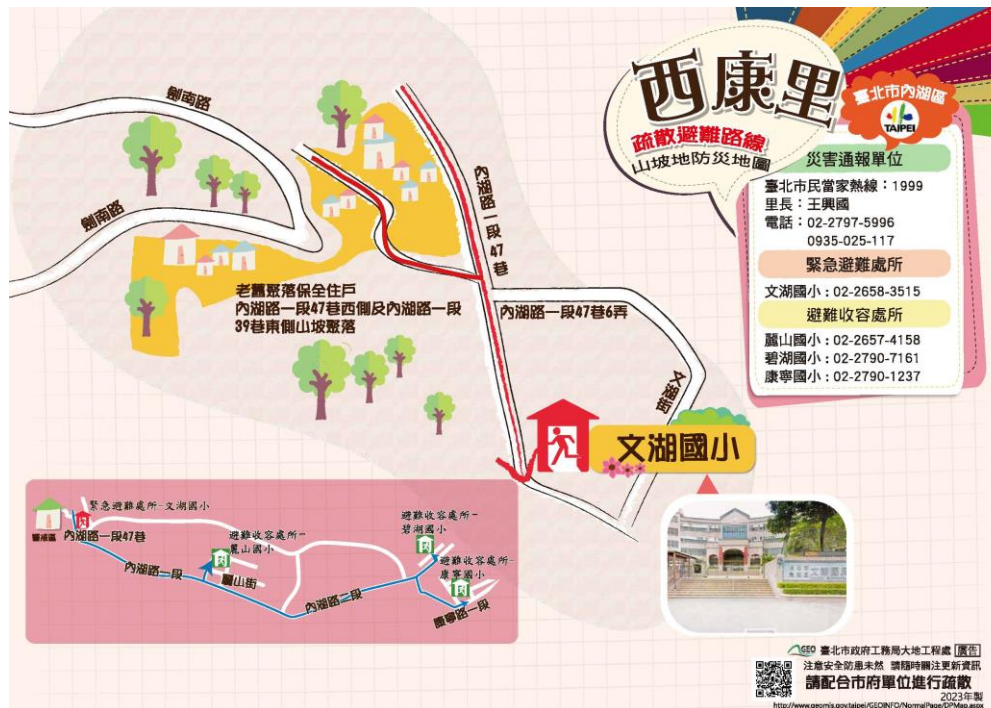 西康里
疏散避難路線
山坡地防災地圖
臺北市內湖區
TAIPEI
災害通報單位
臺北市民當家熱線：1999
里長：王興國
電話：02-2797-5996
0935-025-117
緊急避難處所
文湖國小：02-2658-3515
避難收容處所
麗山國小：02-2657-4158
碧湖國小：02-2790-7161
康寧國小：02-2790-1237
劍南路
劍南路
內湖路一段47巷
老舊聚落保全住戶
內湖路一段47巷西側及內湖路一段
39巷東側山坡聚落
內湖路一段47巷6弄
文湖街
文湖國小
緊急避難處所-文湖國小
內湖路一段47巷
避難收容處所-
麗山國小
避難收容處所-
碧湖國小
避難收容處所-
康寧國小
內湖路一段
麗山街
內湖路二段
康寧路一段
GEO 臺北市政府工務局大地工程處 廣告
注意安全防患未然 請隨時關注更新資訊
請配合市府單位進行疏散
2023年製
http://www.geomis.gov.taipei/GEOINFO/NormalPage/DPMap.aspx